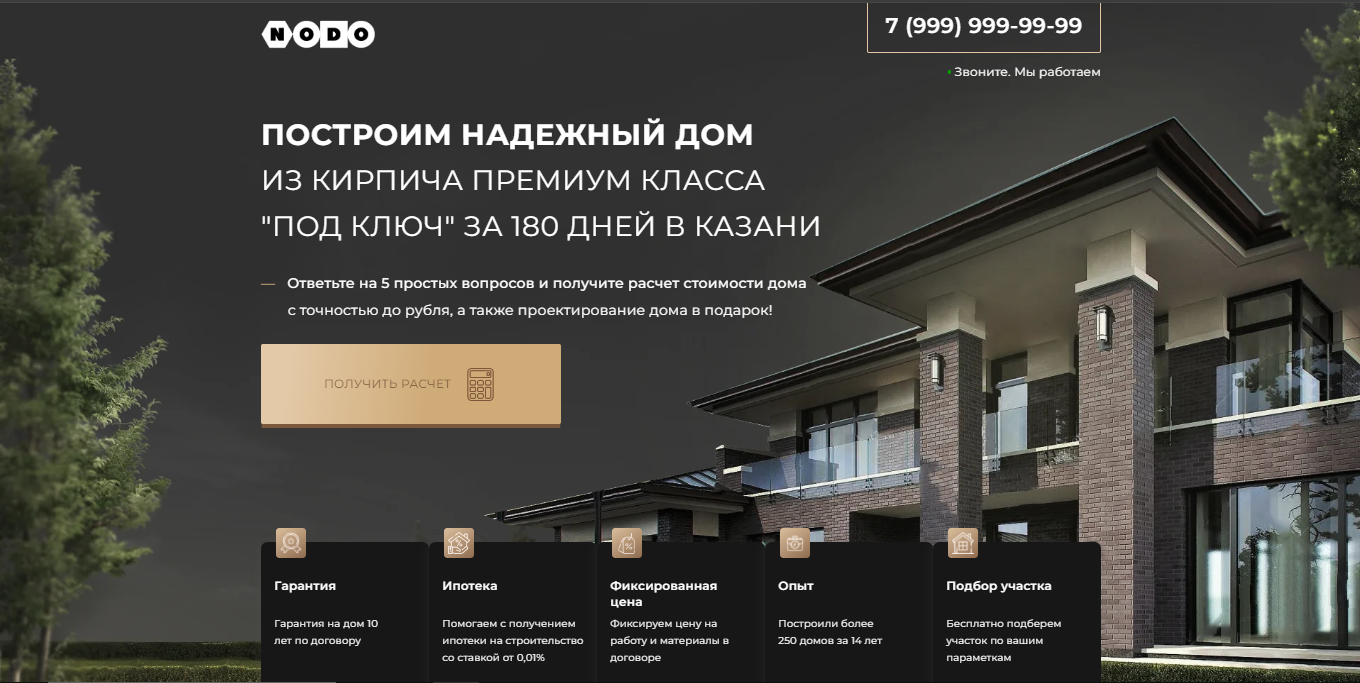 NODO
7 (999) 999-99-99
Звоните. Мы работаем
ПОСТРОИМ НАДЕЖНЫЙ ДОМ
ИЗ КИРПИЧА ПРЕМИУМ КЛАССА
"ПОД КЛЮЧ" ЗА 180 ДНЕЙ В КАЗАНИ
— Ответьте на 5 простых вопросов и получите расчет стоимости дома
с точностью до рубля, а также проектирование дома в подарок!
ПОЛУЧИТЬ РАСЧЕТ
Гарантия
Гарантия на дом 10
лет по договору
Ипотека
Помогаем с получением
ипотеки на строительство
со ставкой от 0,01%
Фиксированная
цена
Фиксируем цену на
работу и материалы в
договоре
Опыт
Построили более
250 домов за 14 лет
Подбор участка
Бесплатно подберем
участок по вашим
параметкам